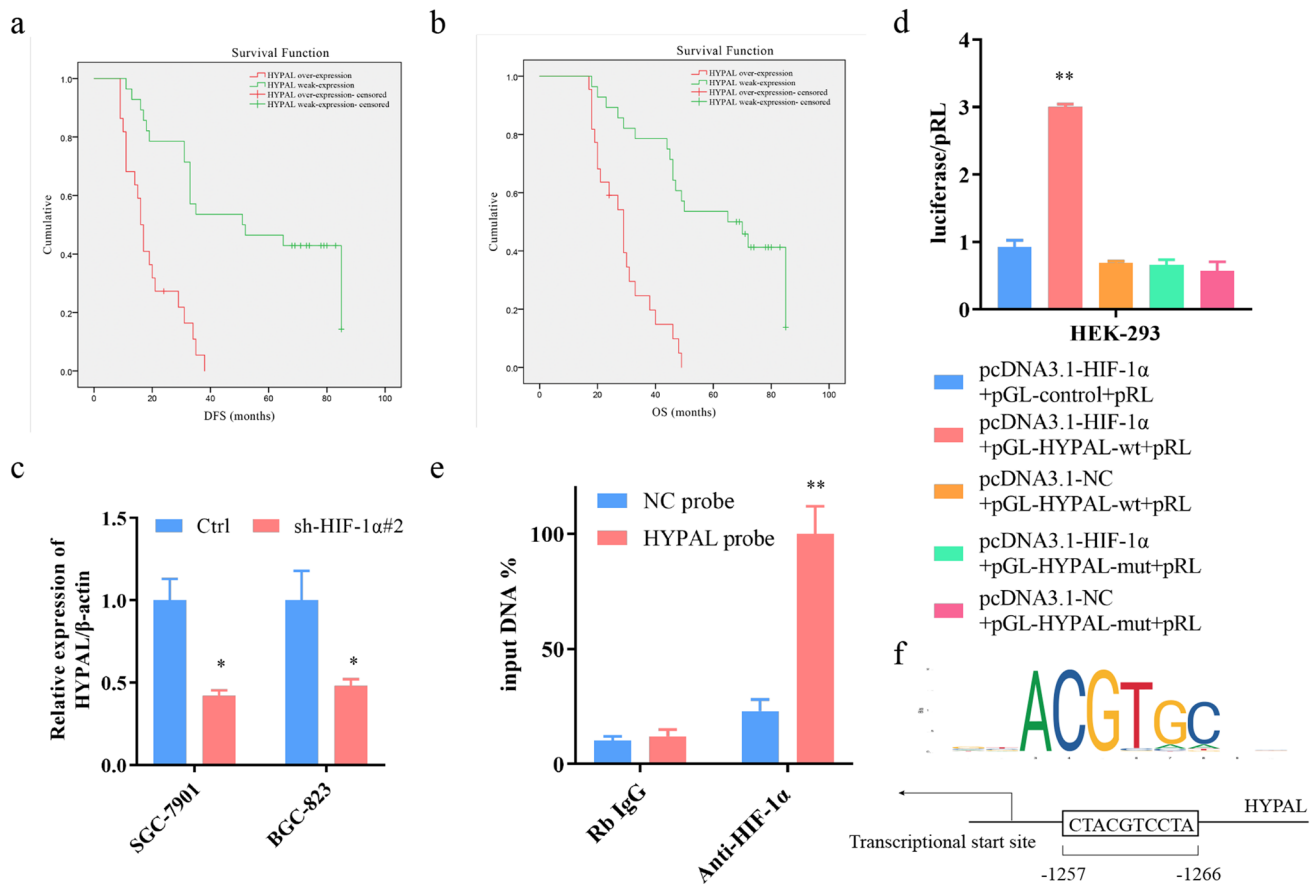 a
Survival Function
HYPAL over-expression
HYPAL weak-expression
HYPAL over-expression- censored
HYPAL weak-expression- censored
1.0
0.8
0.6
0.4
0.2
0.0
Cumulative
0 20 40 60 80 100
DFS (months)
b
Survival Function
HYPAL over-expression
HYPAL weak-expression
HYPAL over-expression- censored
HYPAL weak-expression- censored
1.0
0.8
0.6
0.4
0.2
0.0
Cumulative
0 20 40 60 80 100
OS (months)
c
Relative expression of
HYPAL/β-actin
1.5
1.0
0.5
0.0
Ctrl
sh-HIF-1α#2
*
*
SGC-7901
BGC-823
d
luciferase/pRL
4
3
2
1
0
**
HEK-293
pcDNA3.1-HIF-1α
+pGL-control+pRL
pcDNA3.1-HIF-1α
+pGL-HYPAL-wt+pRL
pcDNA3.1-NC
+pGL-HYPAL-wt+pRL
pcDNA3.1-HIF-1α
+pGL-HYPAL-mut+pRL
pcDNA3.1-NC
+pGL-HYPAL-mut+pRL
e
input DNA %
100
50
0
NC probe
HYPAL probe
**
Rb IgG
Anti-HIF-1α
f
ACGTGC
HYPAL
CTACGTCCTA
Transcriptional start site
-1257 -1266